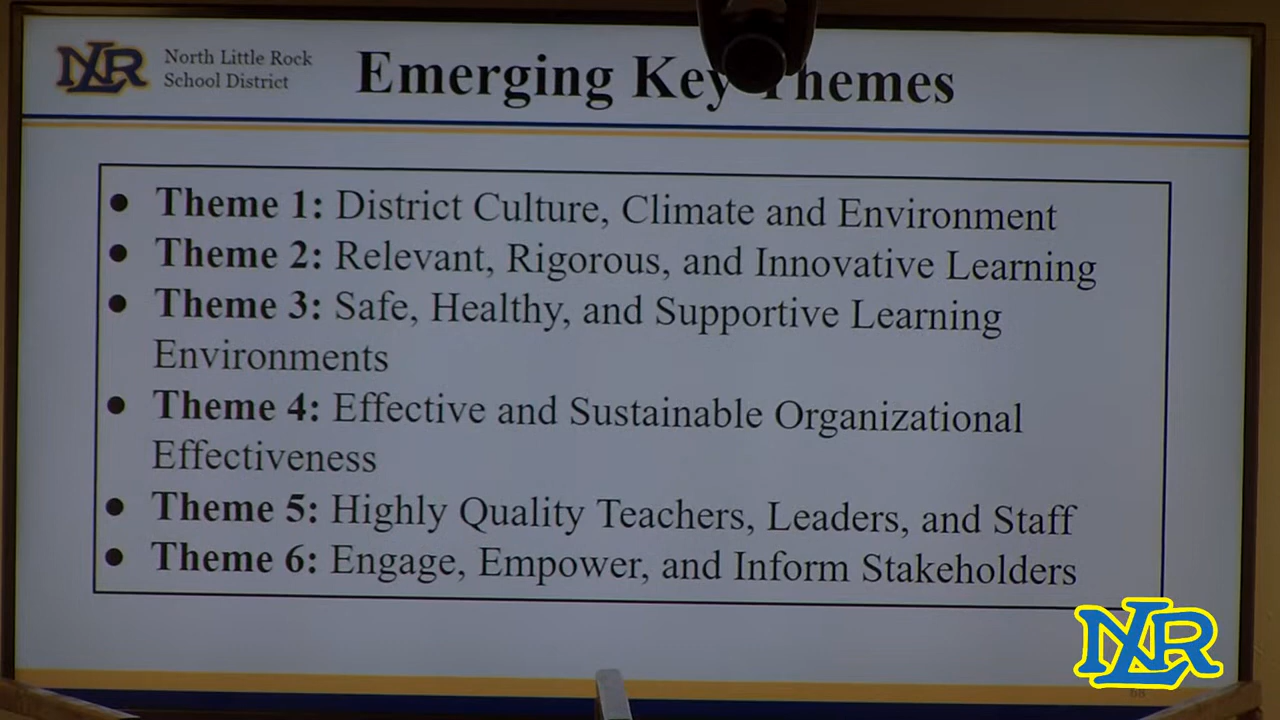 NLR
North Little Rock
School District
Emerging Key Themes
● Theme 1: District Culture, Climate and Environment
● Theme 2: Relevant, Rigorous, and Innovative Learning
● Theme 3: Safe, Healthy, and Supportive Learning
Environments
● Theme 4: Effective and Sustainable Organizational
Effectiveness
● Theme 5: Highly Quality Teachers, Leaders, and Staff
● Theme 6: Engage, Empower, and Inform Stakeholders
NLR